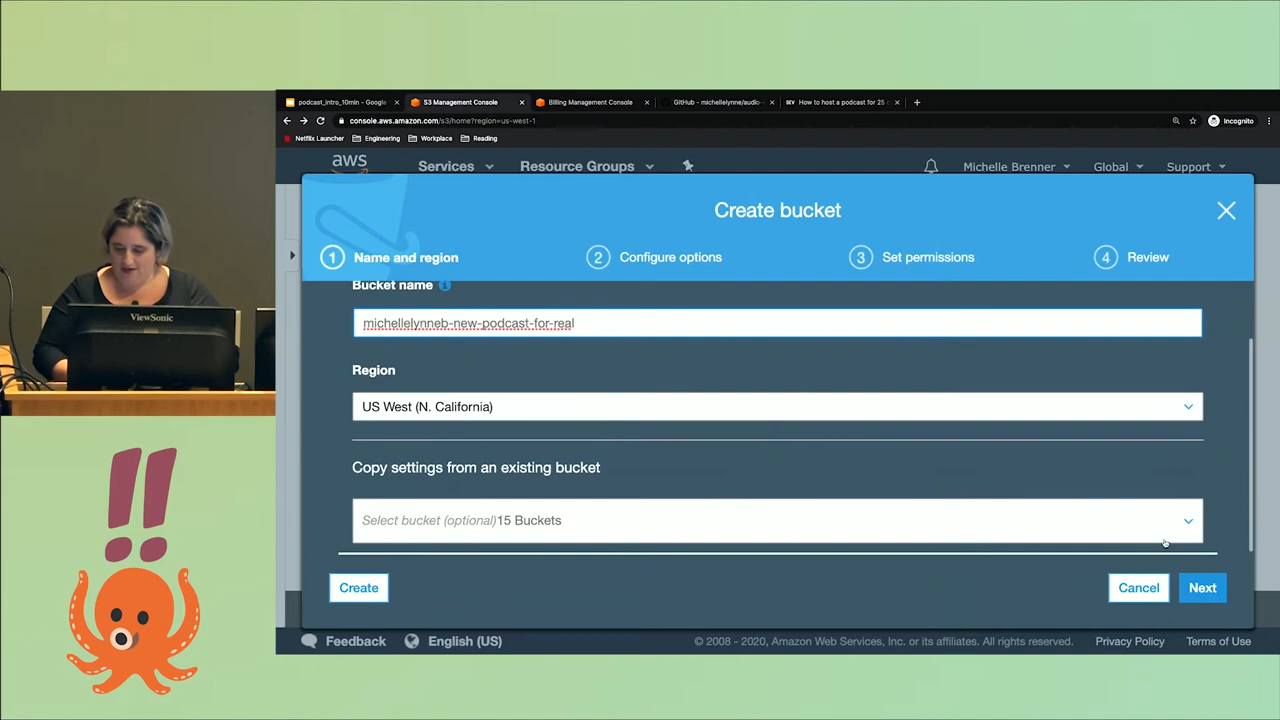 podcast_intro_10min - Google
S3 Management Console
Billing Management Console
GitHub - michellelynne/audio-
DEV How to host a podcast for 25 c
console.aws.amazon.com/s3/home?region=us-west-1
Incognito
Netflix Launcher
Engineering
Workplace
Reading
aws
Services
Resource Groups
Michelle Brenner
Global
Support
Create bucket
1 Name and region
2 Configure options
3 Set permissions
4 Review
Bucket name
michellelynneb-new-podcast-for-real
Region
US West (N. California)
Copy settings from an existing bucket
Select bucket (optional)15 Buckets
Create
Cancel
Next
Feedback
English (US)
© 2008 - 2020, Amazon Web Services, Inc. or its affiliates. All rights reserved.
Privacy Policy
Terms of Use
ViewSonic
!!